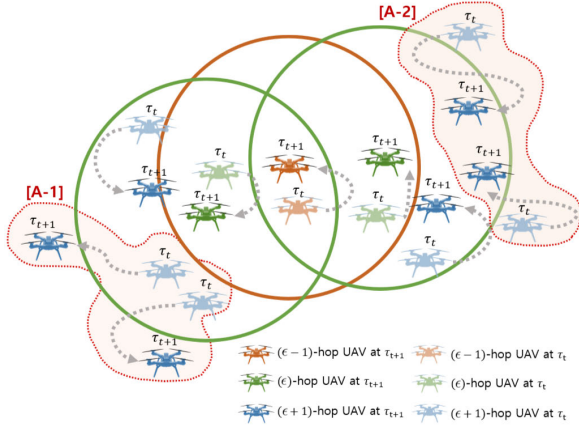 [A-2]
τₜ
τₜ₊₁
τₜ
τₜ
τₜ₊₁
τₜ₊₁
τₜ₊₁
[A-1]
τₜ₊₁
τₜ₊₁
τₜ₊₁
τₜ
τₜ
τₜ₊₁
τₜ
τₜ
τₜ
τₜ
τₜ₊₁
(ϵ − 1)-hop UAV at τₜ₊₁
(ϵ − 1)-hop UAV at τₜ
(ϵ)-hop UAV at τₜ₊₁
(ϵ)-hop UAV at τₜ
(ϵ + 1)-hop UAV at τₜ₊₁
(ϵ + 1)-hop UAV at τₜ